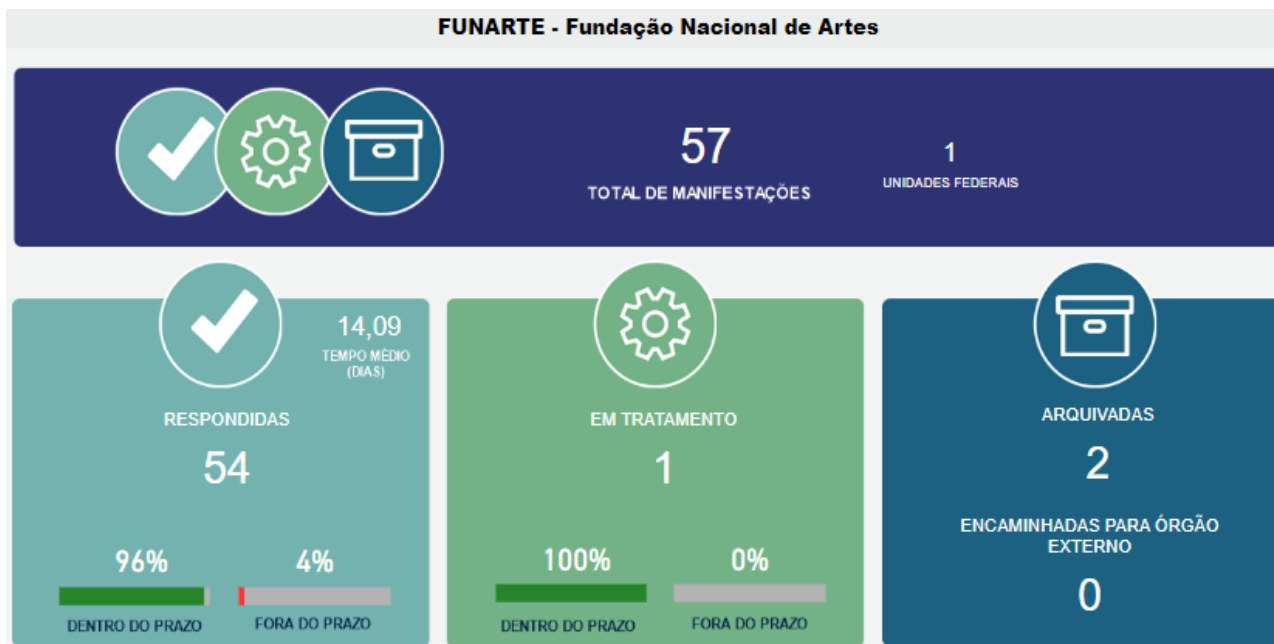 FUNARTE - Fundação Nacional de Artes
57
TOTAL DE MANIFESTAÇÕES
1
UNIDADES FEDERAIS
14,09
TEMPO MÉDIO
(DIAS)
RESPONDIDAS
54
96%
DENTRO DO PRAZO
4%
FORA DO PRAZO
EM TRATAMENTO
1
100%
DENTRO DO PRAZO
0%
FORA DO PRAZO
ARQUIVADAS
2
ENCAMINHADAS PARA ÓRGÃO
EXTERNO
0